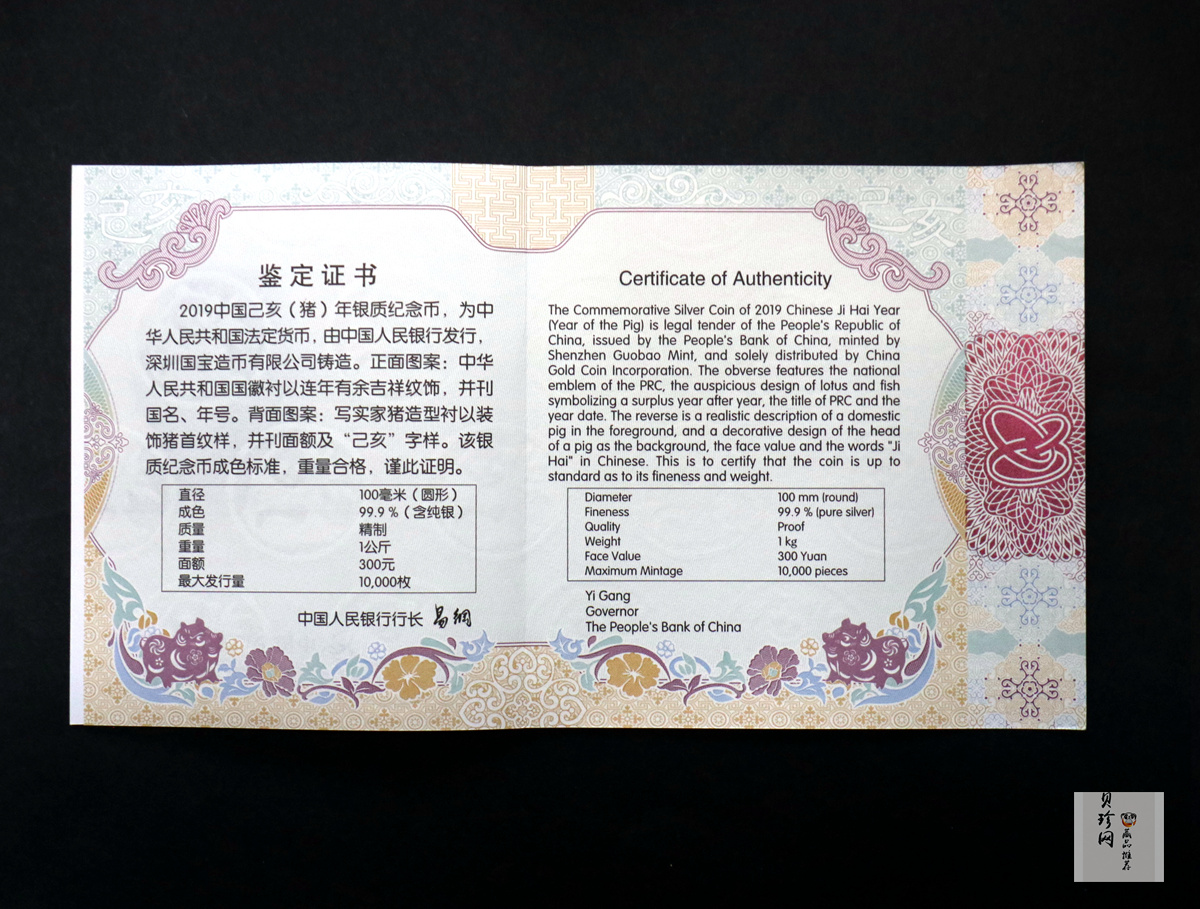 己亥
己亥
鉴定证书
2019中国己亥（猪）年银质纪念币，为中
华人民共和国法定货币，由中国人民银行发行，
深圳国宝造币有限公司铸造。正面图案：中华
人民共和国国徽衬以连年有余吉祥纹饰，并刊
国名、年号。背面图案：写实家猪造型衬以装
饰猪首纹样，并刊面额及“己亥”字样。该银
质纪念币成色标准，重量合格，谨此证明。
直径 100毫米（圆形）
成色 99.9％（含纯银）
质量 精制
重量 1公斤
面额 300元
最大发行量 10,000枚
中国人民银行行长 易纲
Certificate of Authenticity
The Commemorative Silver Coin of 2019 Chinese Ji Hai Year
(Year of the Pig) is legal tender of the People's Republic of
China, issued by the People's Bank of China, minted by
Shenzhen Guobao Mint, and solely distributed by China
Gold Coin Incorporation. The obverse features the national
emblem of the PRC, the auspicious design of lotus and fish
symbolizing a surplus year after year, the title of PRC and the
year date. The reverse is a realistic description of a domestic
pig in the foreground, and a decorative design of the head
of a pig as the background, the face value and the words "Ji
Hai" in Chinese. This is to certify that the coin is up to
standard as to its fineness and weight.
Diameter 100 mm (round)
Fineness 99.9 % (pure silver)
Quality Proof
Weight 1 kg
Face Value 300 Yuan
Maximum Mintage 10,000 pieces
Yi Gang
Governor
The People's Bank of China
贝珍网
藏品推荐